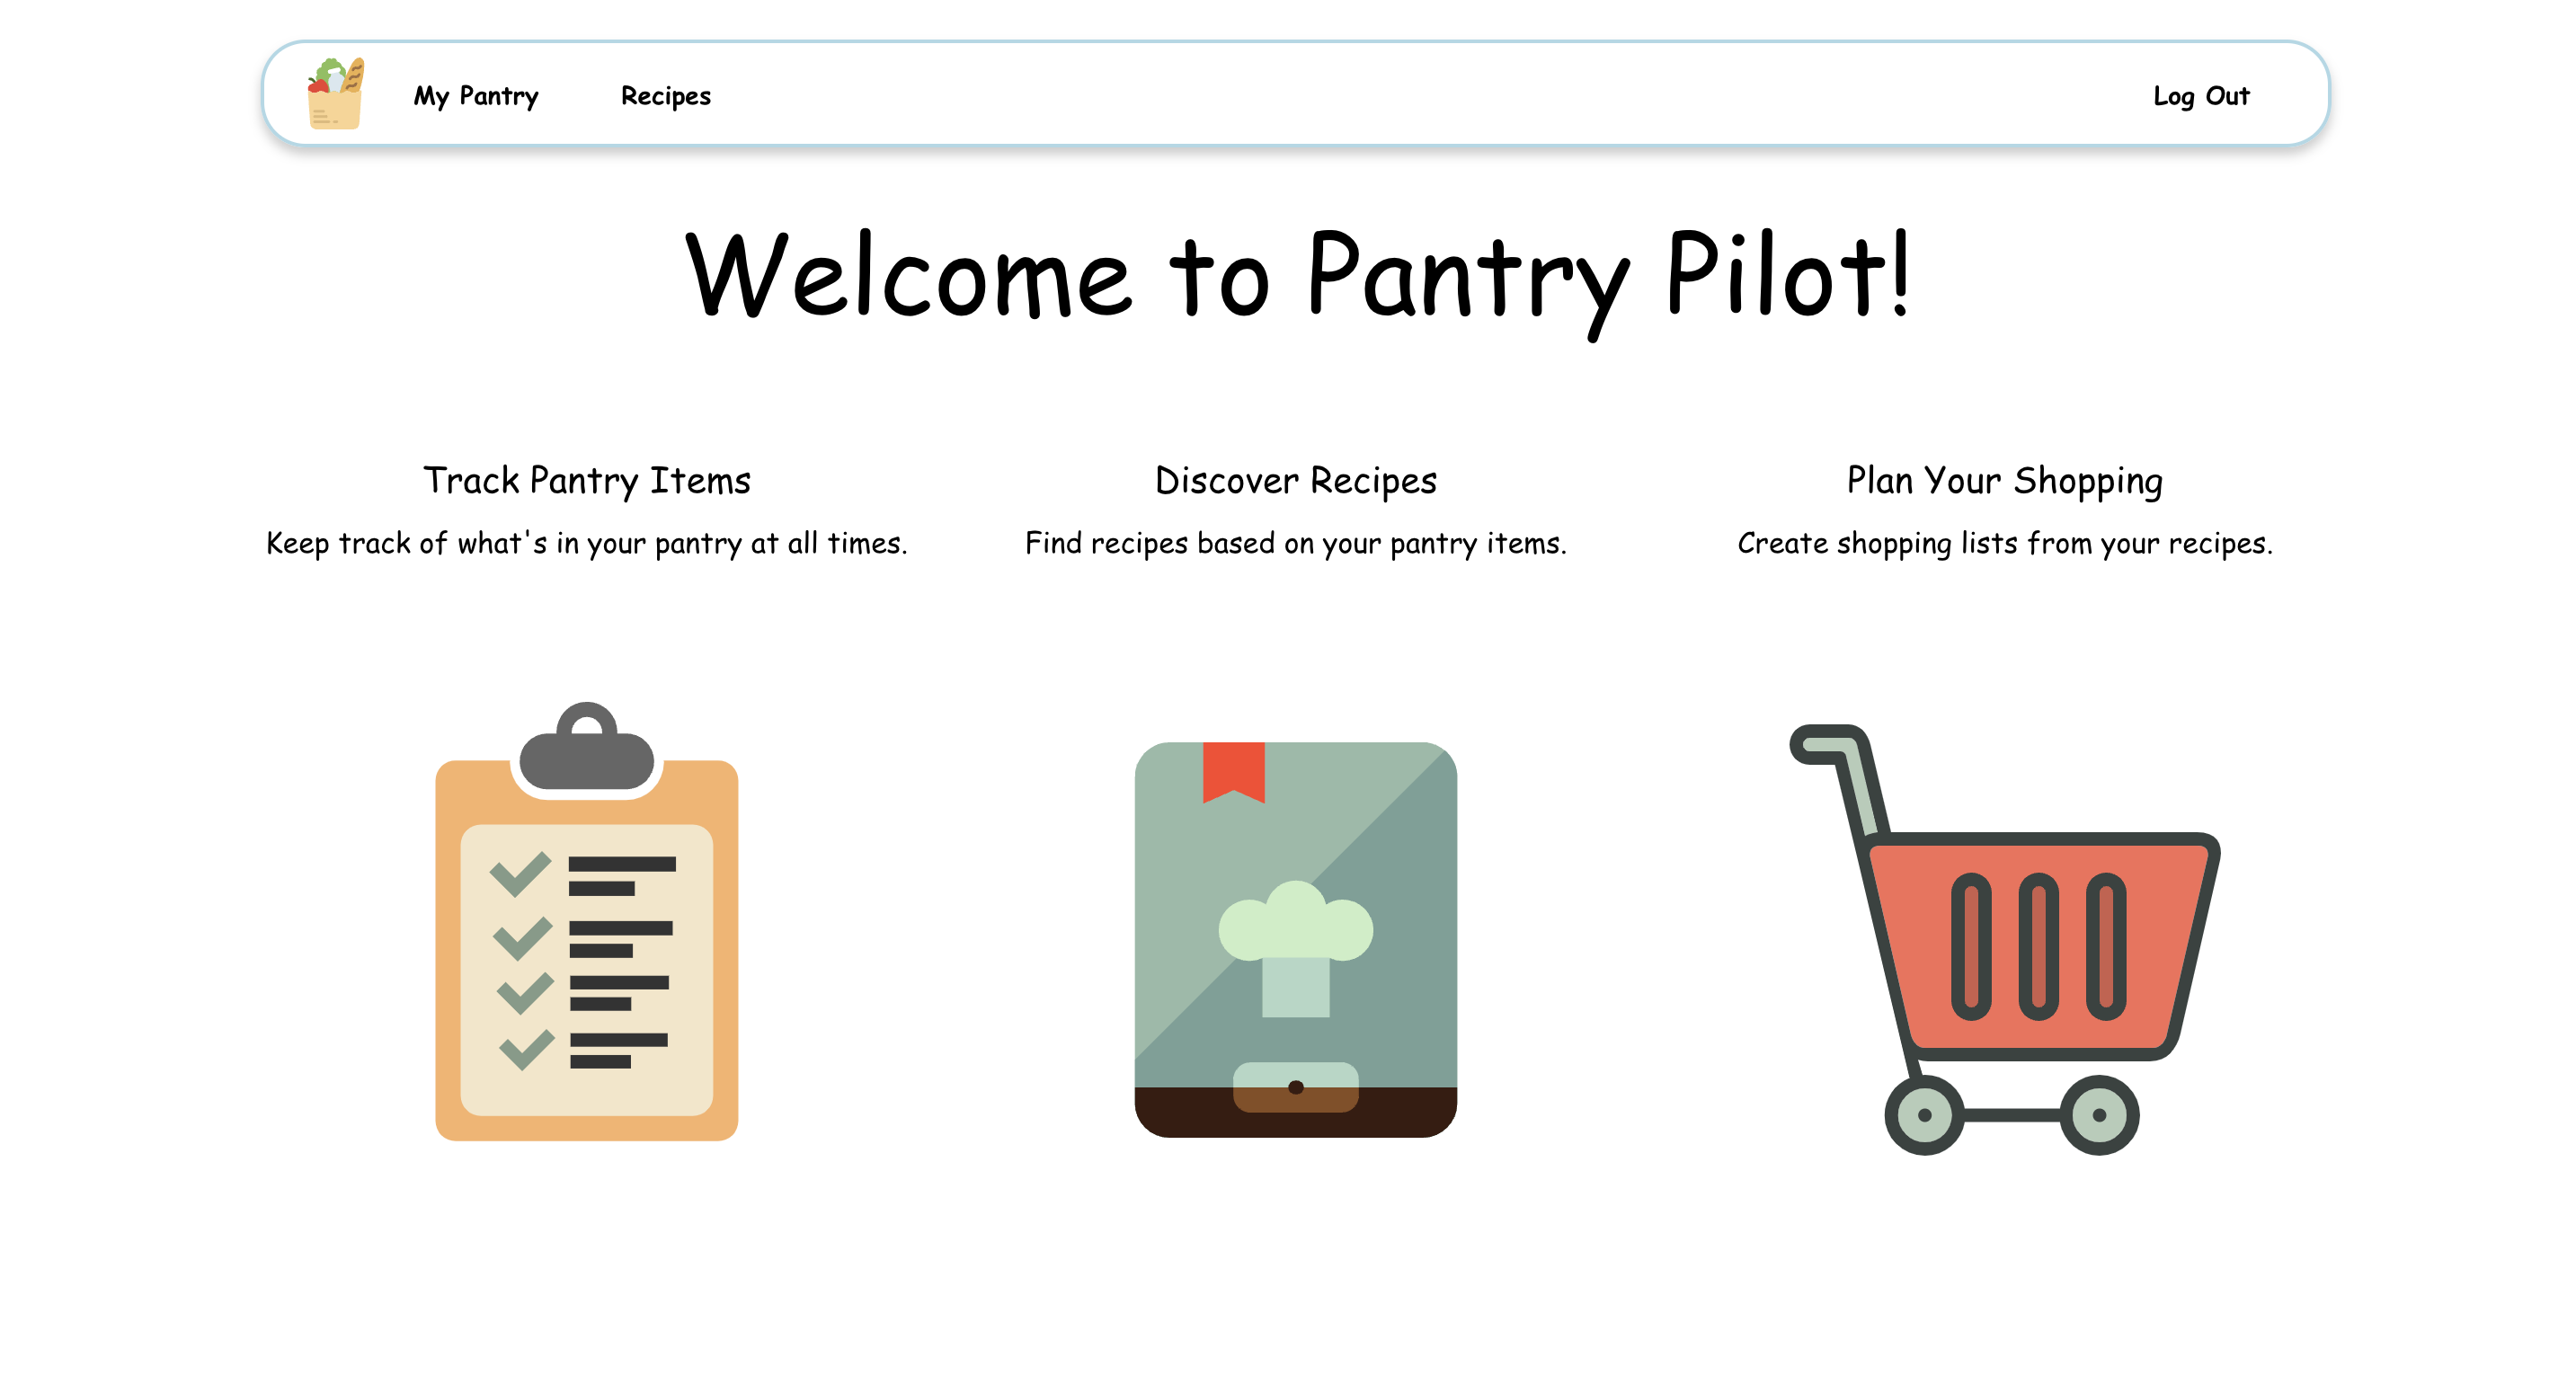 My Pantry
Recipes
Log Out
Welcome to Pantry Pilot!
Track Pantry Items
Keep track of what's in your pantry at all times.
Discover Recipes
Find recipes based on your pantry items.
Plan Your Shopping
Create shopping lists from your recipes.